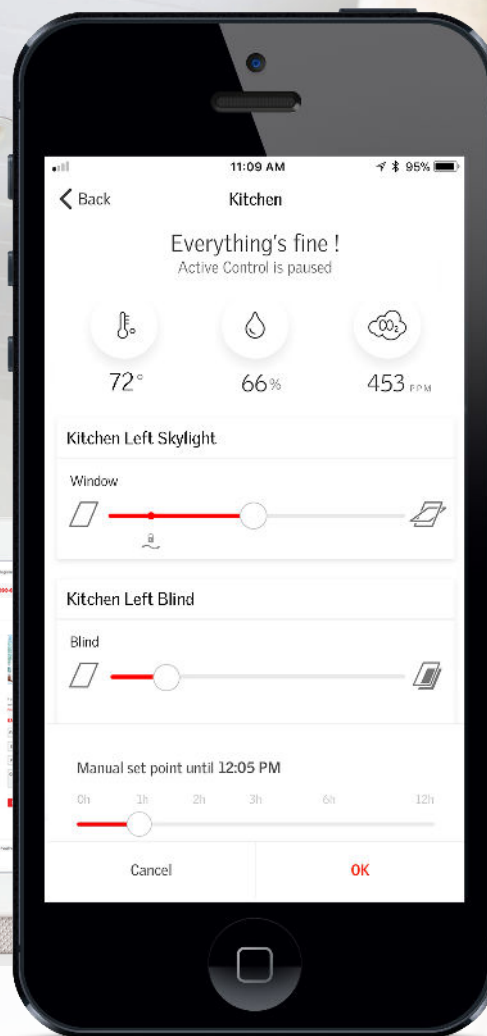 11:09 AM 95%
Back Kitchen
Everything's fine !
Active Control is paused
CO₂
72° 66% 453 PPM
Kitchen Left Skylight
Window
Kitchen Left Blind
Blind
Manual set point until 12:05 PM
0h 1h 2h 3h 6h 12h
Cancel OK